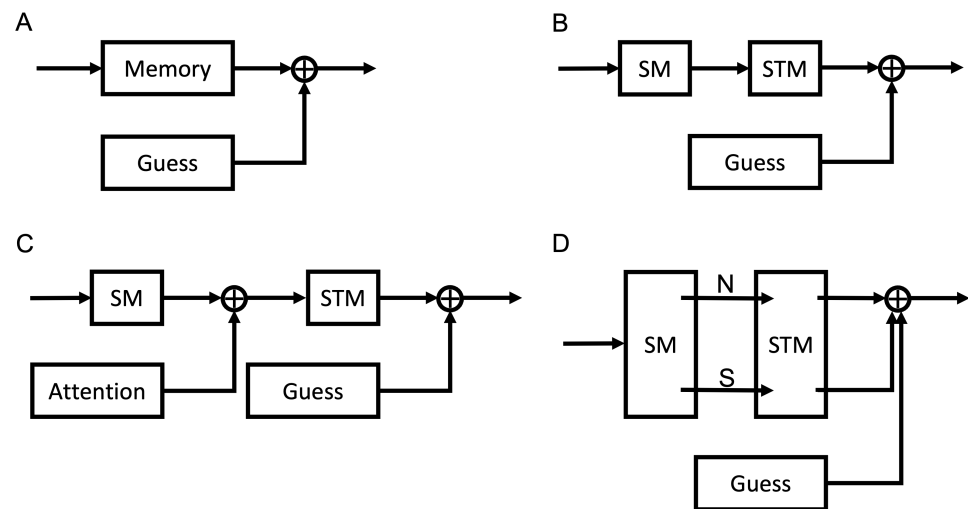 A
Memory
Guess
B
SM
STM
Guess
C
SM
STM
Attention
Guess
D
N
SM
STM
S
Guess